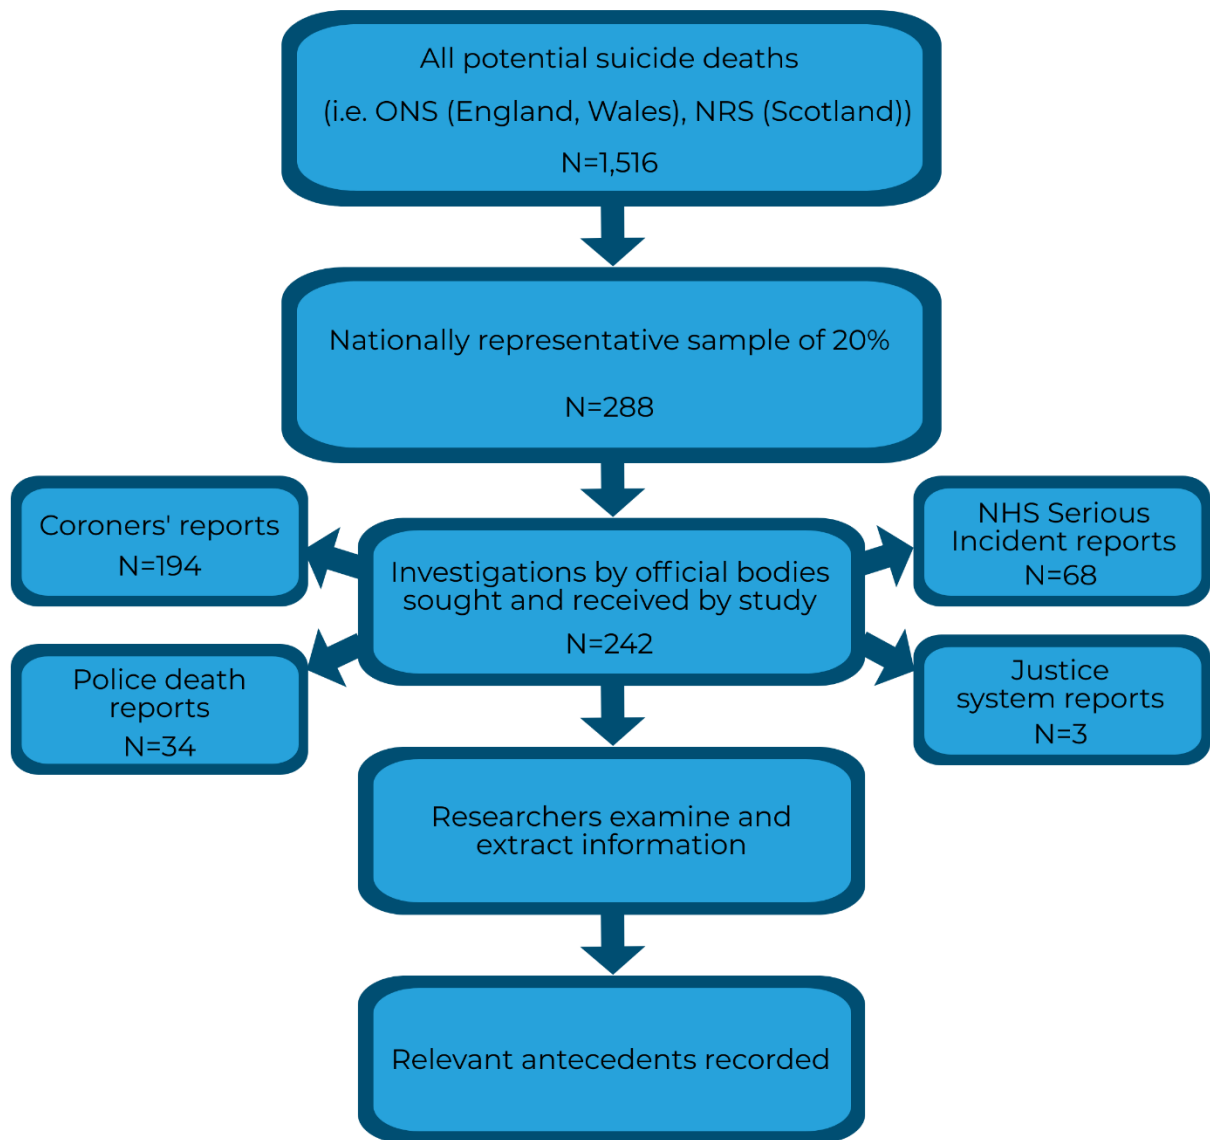 All potential suicide deaths
(i.e. ONS (England, Wales), NRS (Scotland))
N=1,516
Nationally representative sample of 20%
N=288
Coroners' reports
N=194
Police death
reports
N=34
Investigations by official bodies
sought and received by study
N=242
NHS Serious
Incident reports
N=68
Justice
system reports
N=3
Researchers examine and
extract information
Relevant antecedents recorded